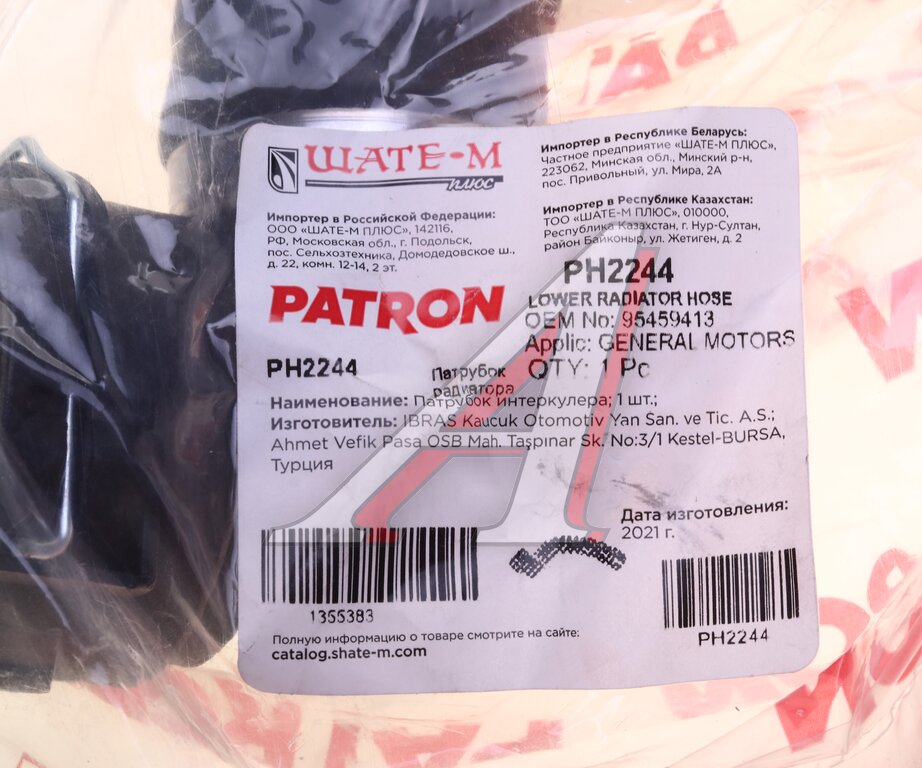 ШАТЕ-М
ПЛЮС
Импортер в Российской Федерации:
ООО «ШАТЕ-М ПЛЮС», 142116,
РФ, Московская обл., г. Подольск,
пос. Сельхозтехника, Домодедовское ш.,
д. 22, комн. 12-14, 2 эт.
Импортер в Республике Беларусь:
Частное предприятие «ШАТЕ-М ПЛЮС»,
223062, Минская обл., Минский р-н,
пос. Привольный, ул. Мира, 2А
Импортер в Республике Казахстан:
ТОО «ШАТЕ-М ПЛЮС», 010000,
Республика Казахстан, г. Нур-Султан,
район Байконыр, ул. Жетиген, д. 2
PATRON
PH2244
LOWER RADIATOR HOSE
OEM No: 95459413
Applic: GENERAL MOTORS
QTY: 1 Pc
PH2244
Патрубок
радиатора
Наименование: Патрубок интеркулера; 1 шт.;
Изготовитель: IBRAS Kaucuk Otomotiv Yan San. ve Tic. A.S.;
Ahmet Vefik Pasa OSB Mah. Taşpınar Sk. No:3/1 Kestel-BURSA,
Турция
Дата изготовления:
2021 г.
1355383
PH2244
Полную информацию о товаре смотрите на сайте:
catalog.shate-m.com